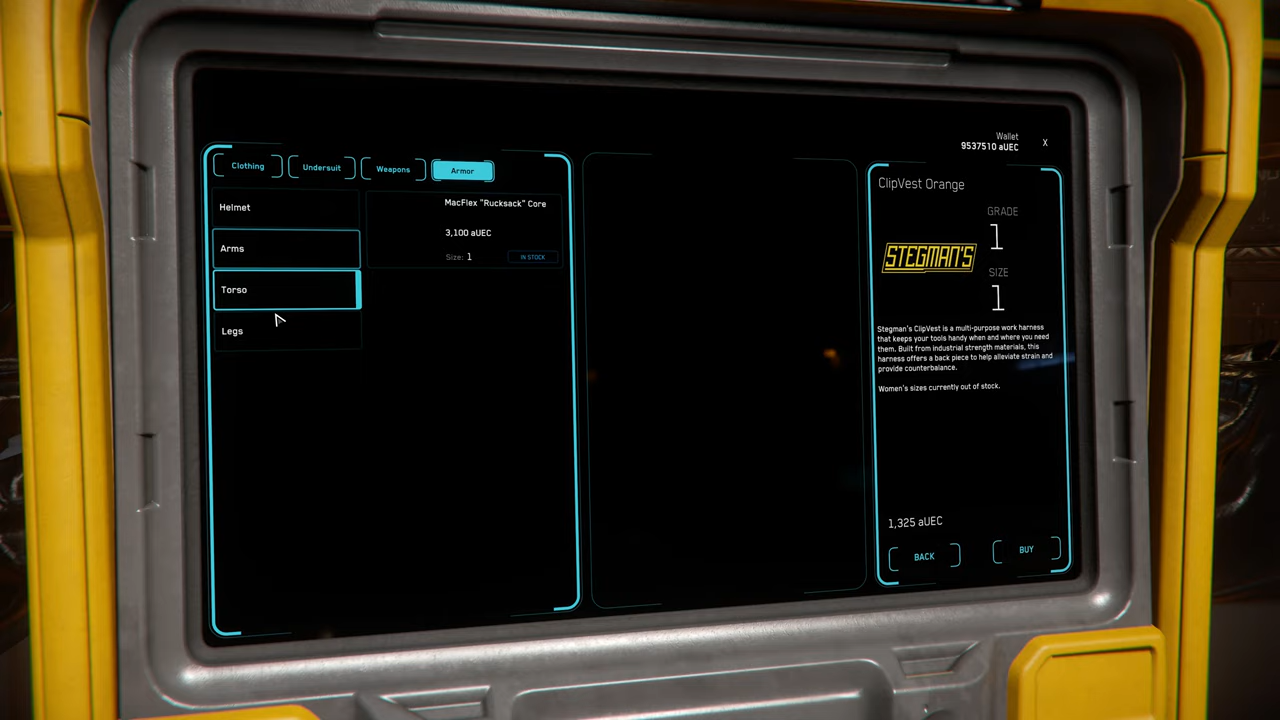 Wallet
9537510 aUEC
X
Clothing
Undersuit
Weapons
Armor
Helmet
Arms
Torso
Legs
MacFlex "Rucksack" Core
3,100 aUEC
Size: 1
IN STOCK
ClipVest Orange
STEGMAN'S
GRADE
1
SIZE
1
Stegman's ClipVest is a multi-purpose work harness
that keeps your tools handy when and where you need
them. Built from industrial strength materials, this
harness offers a back piece to help alleviate strain and
provide counterbalance.
Women's sizes currently out of stock.
1,325 aUEC
BACK
BUY